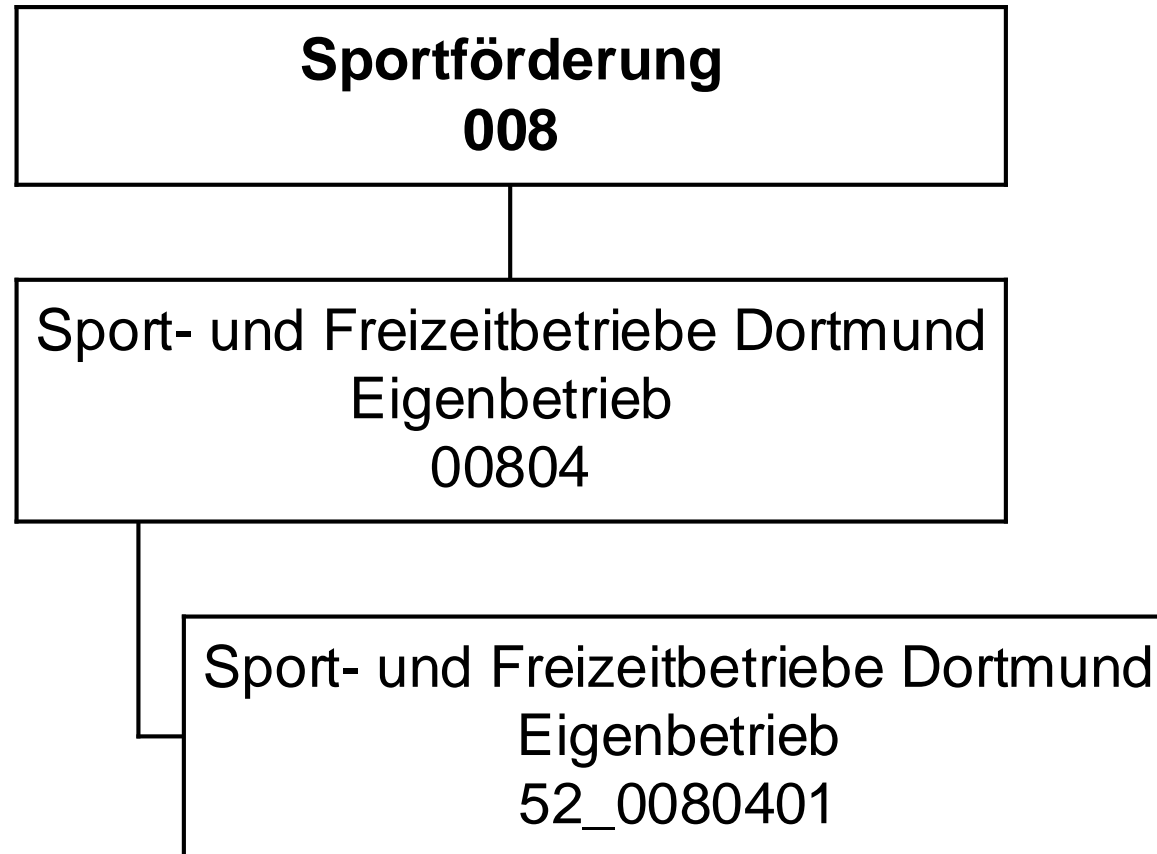 Sportförderung
008
Sport- und Freizeitbetriebe Dortmund
Eigenbetrieb
00804
Sport- und Freizeitbetriebe Dortmund
Eigenbetrieb
52_0080401